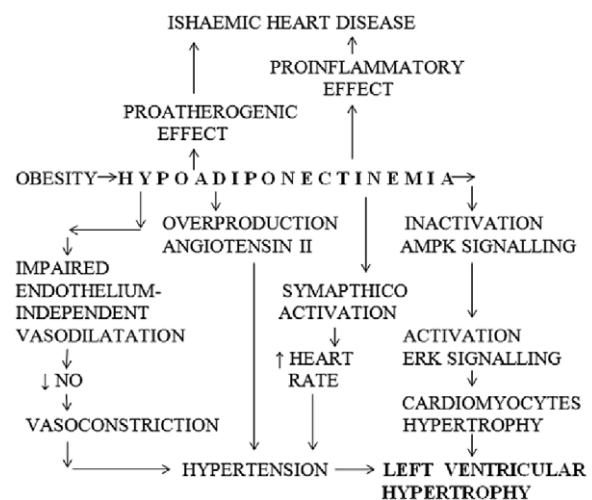 ISHAEMIC HEART DISEASE
PROINFLAMMATORY
EFFECT
PROATHEROGENIC
EFFECT
OBESITY→HYPOADIPONECTINEMIA→
OVERPRODUCTION
ANGIOTENSIN II
INACTIVATION
AMPK SIGNALLING
IMPAIRED
ENDOTHELIUM-
INDEPENDENT
VASODILATATION
SYMAPTHICO
ACTIVATION
ACTIVATION
ERK SIGNALLING
↑ HEART
RATE
↓ NO
CARDIOMYOCYTES
HYPERTROPHY
VASOCONSTRICTION
HYPERTENSION → LEFT VENTRICULAR
HYPERTROPHY